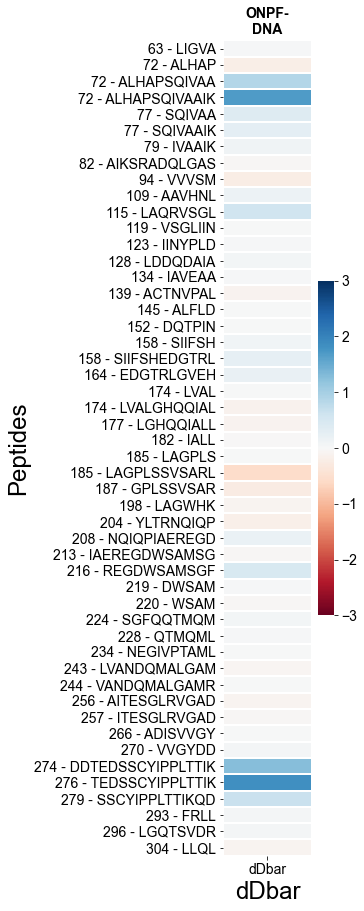 ONPF-
DNA
63 - LIGVA
72 - ALHAP
72 - ALHAPSQIVAA
72 - ALHAPSQIVAAIK
77 - SQIVAA
77 - SQIVAAIK
79 - IVAAIK
82 - AIKSRADQLGAS
94 - VVVSM
109 - AAVHNL
115 - LAQRVSGL
119 - VSGLIIN
123 - IINYPLD
128 - LDDQDAIA
134 - IAVEAA
139 - ACTNVPAL
145 - ALFLD
152 - DQTPIN
158 - SIIFSH
158 - SIIFSHEDGTRL
164 - EDGTRLGVEH
174 - LVAL
174 - LVALGHQQIAL
177 - LGHQQIALL
182 - IALL
185 - LAGPLS
185 - LAGPLSSVSARL
187 - GPLSSVSAR
198 - LAGWHK
204 - YLTRNQIQP
208 - NQIQPIAEREGD
213 - IAEREGDWSAMSG
216 - REGDWSAMSGF
219 - DWSAM
220 - WSAM
224 - SGFQQTMQM
228 - QTMQML
234 - NEGIVPTAML
243 - LVANDQMALGAM
244 - VANDQMALGAMR
256 - AITESGLRVGAD
257 - ITESGLRVGAD
266 - ADISVVGY
270 - VVGYDD
274 - DDTEDSSCYIPPLTTIK
276 - TEDSSCYIPPLTTIK
279 - SSCYIPPLTTIKQD
293 - FRLL
296 - LGQTSVDR
304 - LLQL
Peptides
dDbar
dDbar
3
2
1
0
−1
−2
−3